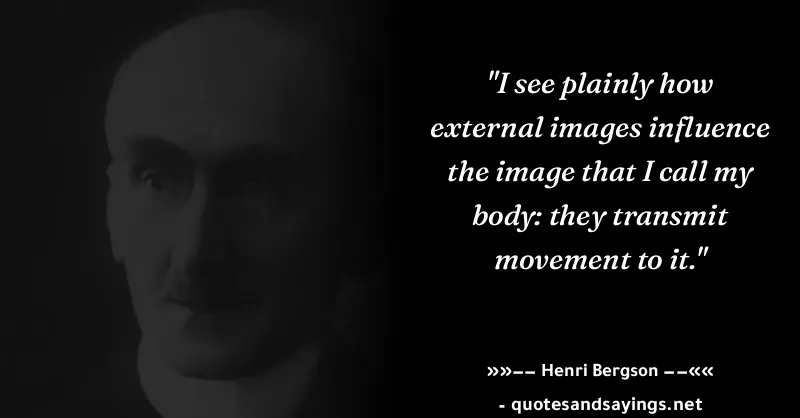 "I see plainly how
external images influence
the image that I call my
body: they transmit
movement to it."
»»–– Henri Bergson ––««
- quotesandsayings.net